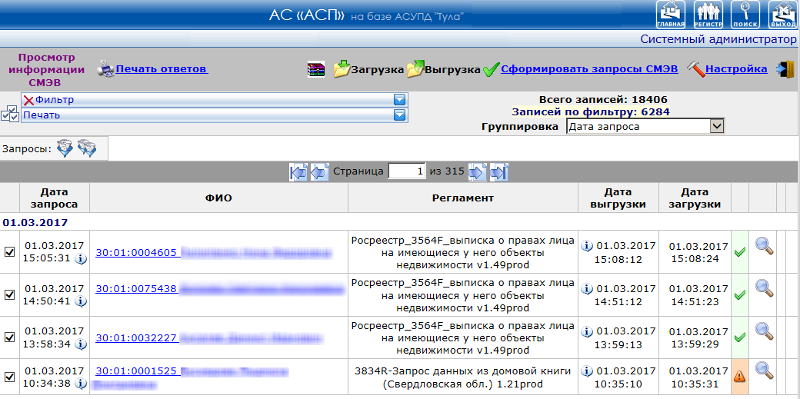 АС «АСП» на базе АСУПД "Тула"
ГЛАВНАЯ РЕГИСТР ПОИСК ВЫХОД
Системный администратор
Просмотр информации СМЭВ
Печать ответов
Загрузка Выгрузка Сформировать запросы СМЭВ Настройка
Фильтр
Печать
Всего записей: 18406
Записей по фильтру: 6284
Группировка Дата запроса
Запросы:
Страница 1 из 315
Дата запроса ФИО Регламент Дата выгрузки Дата загрузки
01.03.2017
01.03.2017 15:05:31 30:01:0004605 Росреестр_3564F_выписка о правах лица на имеющиеся у него объекты недвижимости v1.49prod 01.03.2017 15:08:12 01.03.2017 15:08:24
01.03.2017 14:50:41 30:01:0075438 Росреестр_3564F_выписка о правах лица на имеющиеся у него объекты недвижимости v1.49prod 01.03.2017 14:51:12 01.03.2017 14:51:23
01.03.2017 13:58:34 30:01:0032227 Росреестр_3564F_выписка о правах лица на имеющиеся у него объекты недвижимости v1.49prod 01.03.2017 13:59:13 01.03.2017 13:59:29
01.03.2017 10:34:38 30:01:0001525 3834R-Запрос данных из домовой книги (Свердловская обл.) 1.21prod 01.03.2017 10:35:10 01.03.2017 10:35:31